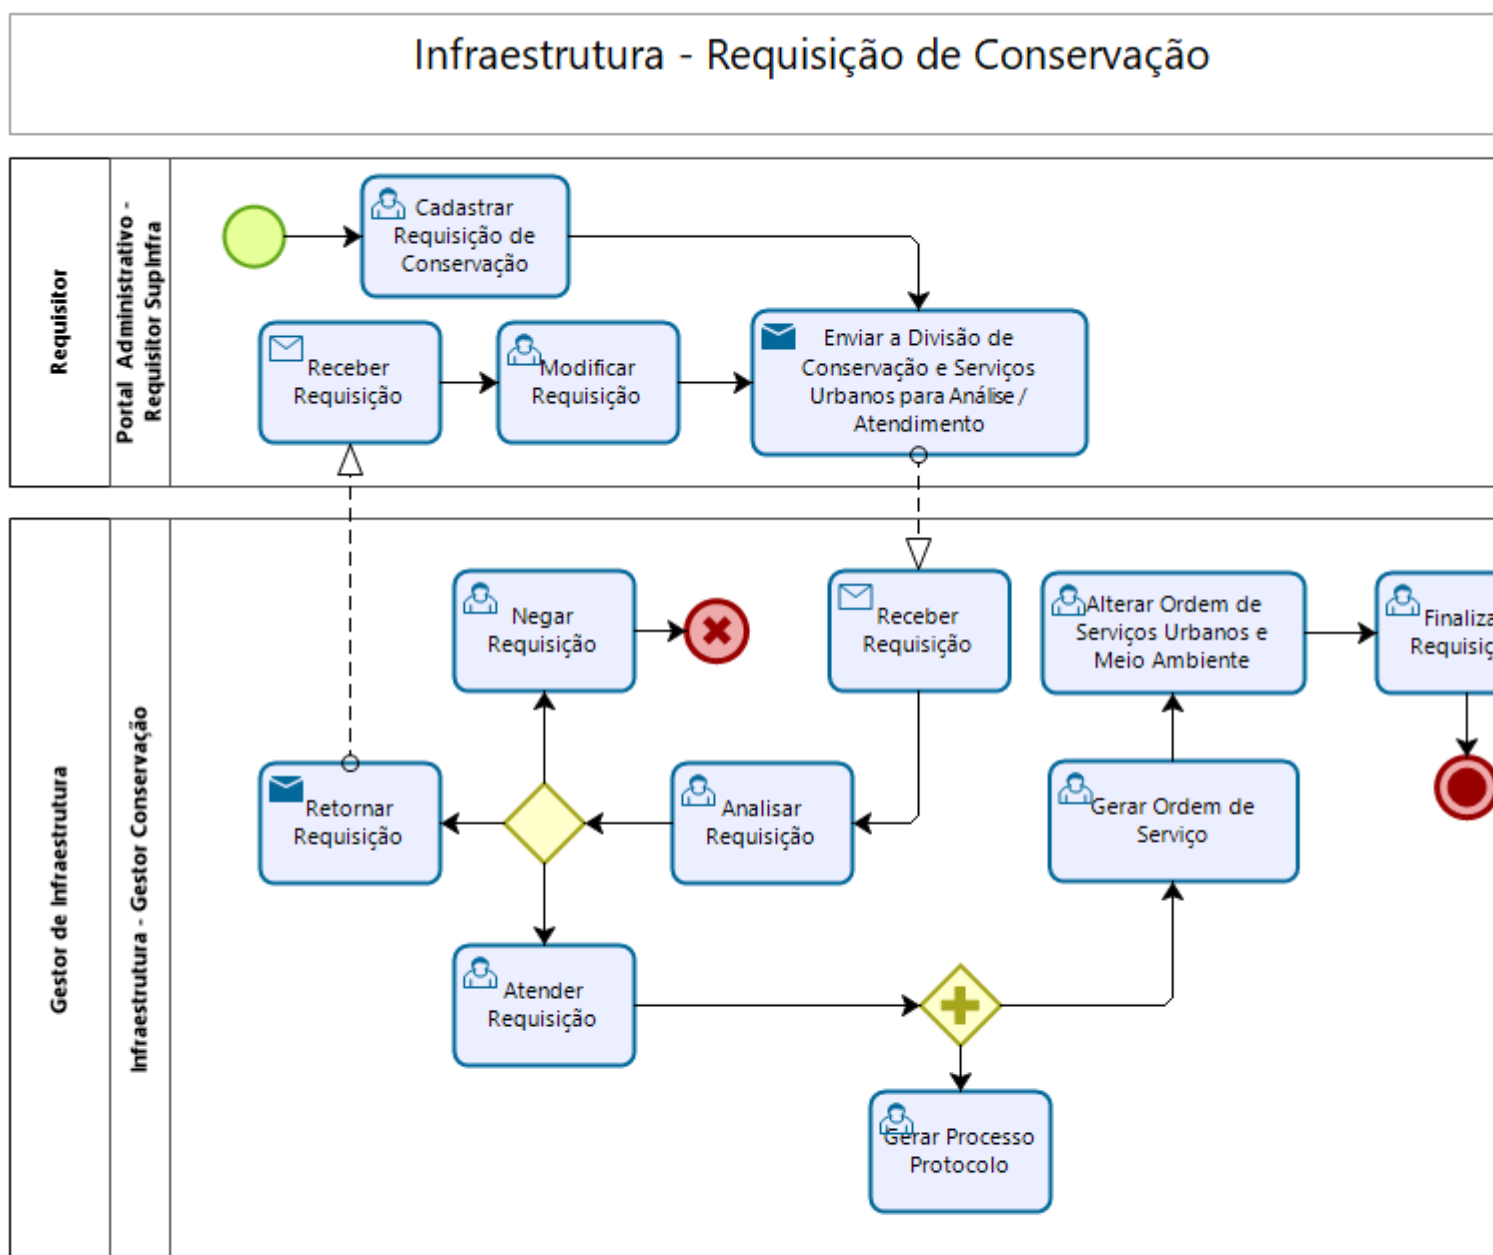 Infraestrutura - Requisição de Conservação
Requisitor
Portal Administrativo -
Requisitor SupInfra
Cadastrar
Requisição de
Conservação
Receber
Requisição
Modificar
Requisição
Enviar a Divisão de
Conservação e Serviços
Urbanos para Análise /
Atendimento
Gestor de Infraestrutura
Infraestrutura - Gestor Conservação
Negar
Requisição
Receber
Requisição
Alterar Ordem de
Serviços Urbanos e
Meio Ambiente
Finaliza
Requisiç
Retornar
Requisição
Analisar
Requisição
Gerar Ordem de
Serviço
Atender
Requisição
Gerar Processo
Protocolo